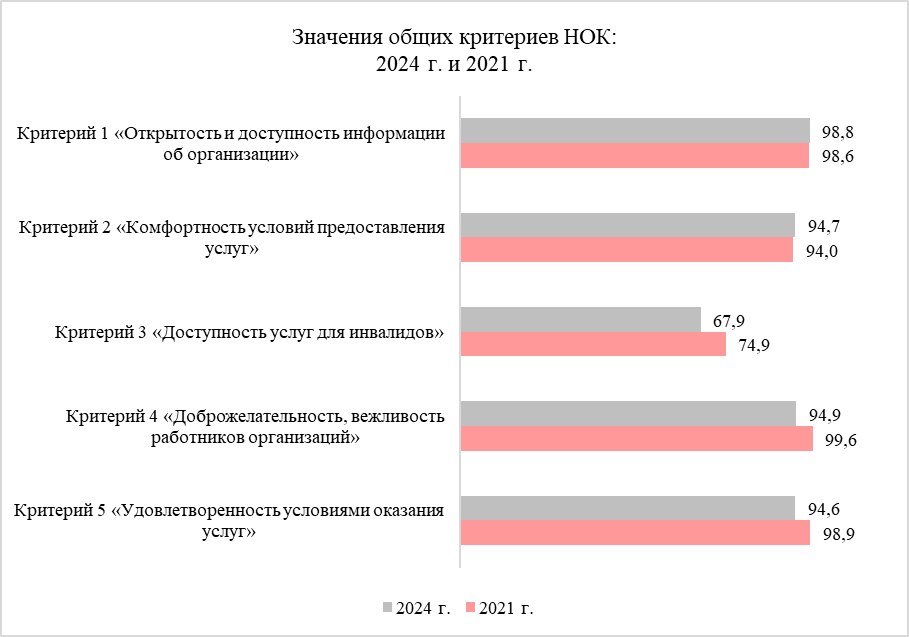 Значения общих критериев НОК:
2024 г. и 2021 г.
Критерий 1 «Открытость и доступность информации
об организации»
98,8
98,6
Критерий 2 «Комфортность условий предоставления
услуг»
94,7
94,0
Критерий 3 «Доступность услуг для инвалидов»
67,9
74,9
Критерий 4 «Доброжелательность, вежливость
работников организаций»
94,9
99,6
Критерий 5 «Удовлетворенность условиями оказания
услуг»
94,6
98,9
2024 г. 2021 г.